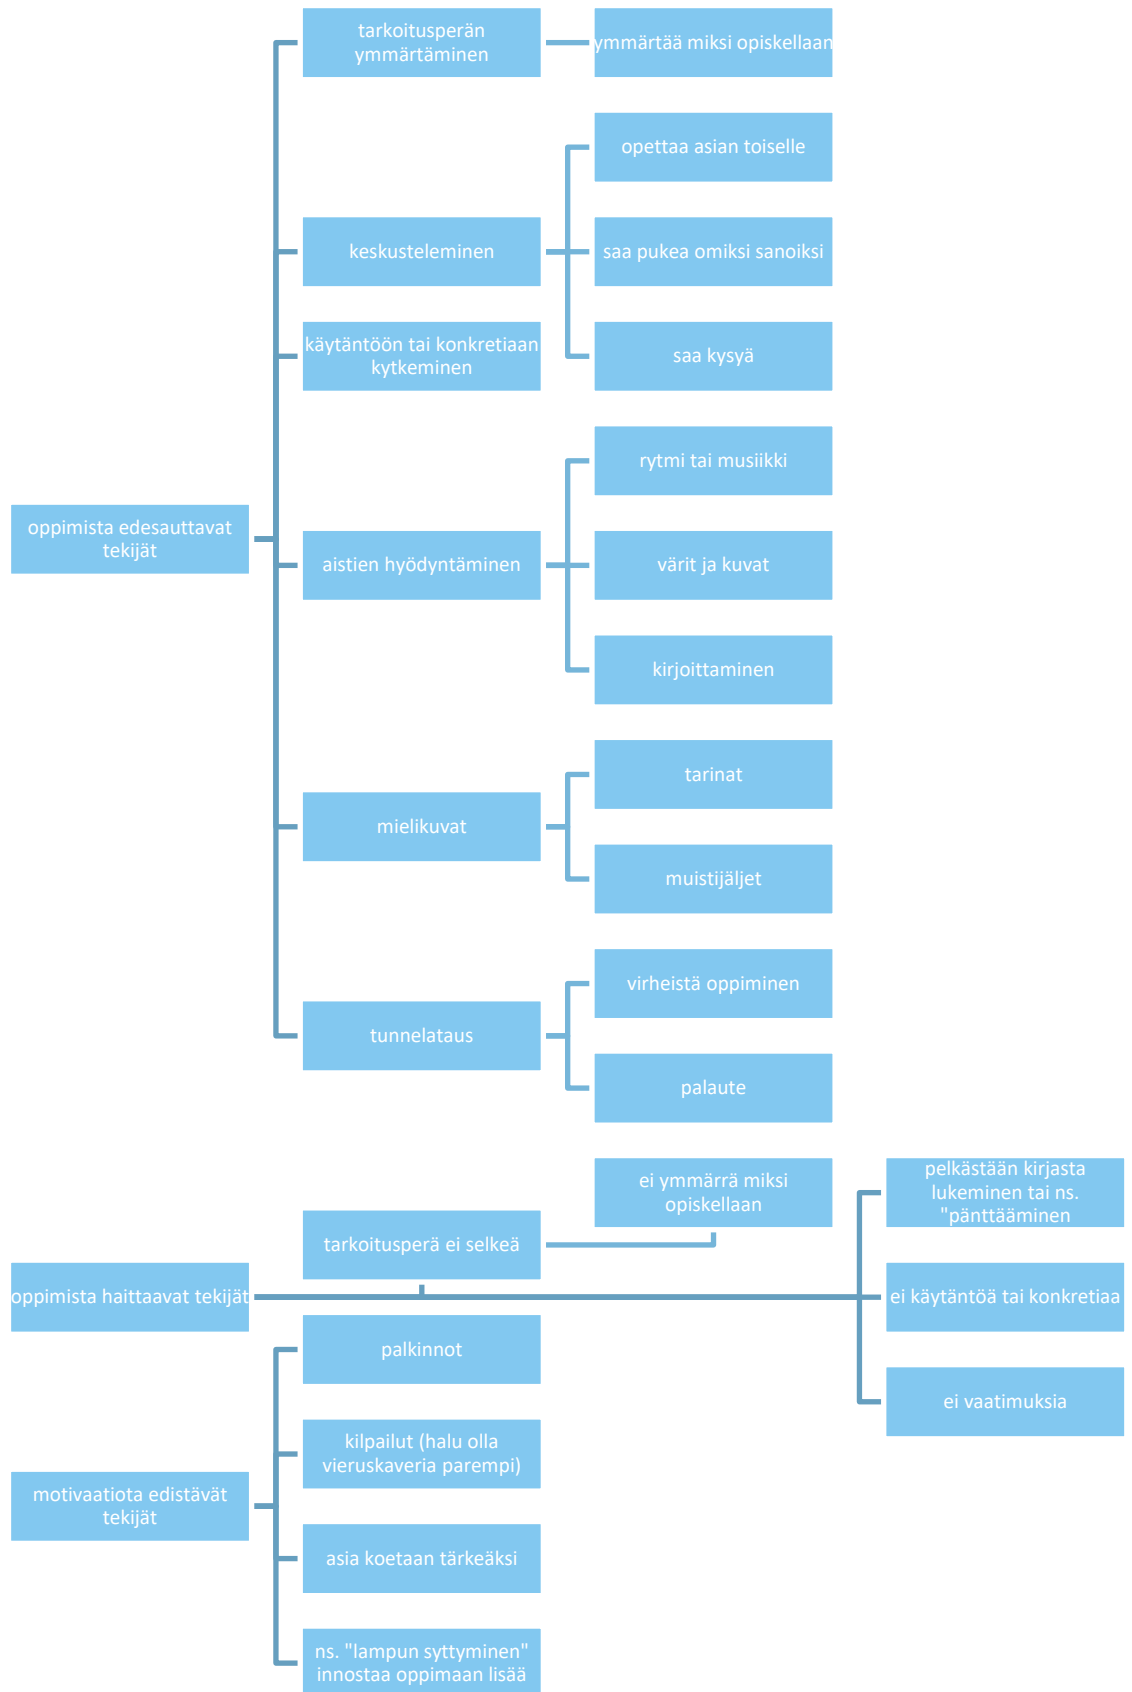 tarkoitusperän
ymmärtäminen
ymmärtää miksi opiskellaan
opettaa asian toiselle
keskusteleminen
saa pukea omiksi sanoiksi
käytäntöön tai konkretiaan
kytkeminen
saa kysyä
rytmi tai musiikki
oppimista edesauttavat
tekijät
aistien hyödyntäminen
värit ja kuvat
kirjoittaminen
tarinat
mielikuvat
muistijäljet
virheistä oppiminen
tunnelataus
palaute
ei ymmärrä miksi
opiskellaan
pelkästään kirjasta
lukeminen tai ns.
"pänttääminen
tarkoitusperä ei selkeä
oppimista haittaavat tekijät
ei käytäntöä tai konkretiaa
palkinnot
ei vaatimuksia
kilpailut (halu olla
vieruskaveria parempi)
motivaatiota edistävät
tekijät
asia koetaan tärkeäksi
ns. "lampun syttyminen"
innostaa oppimaan lisää